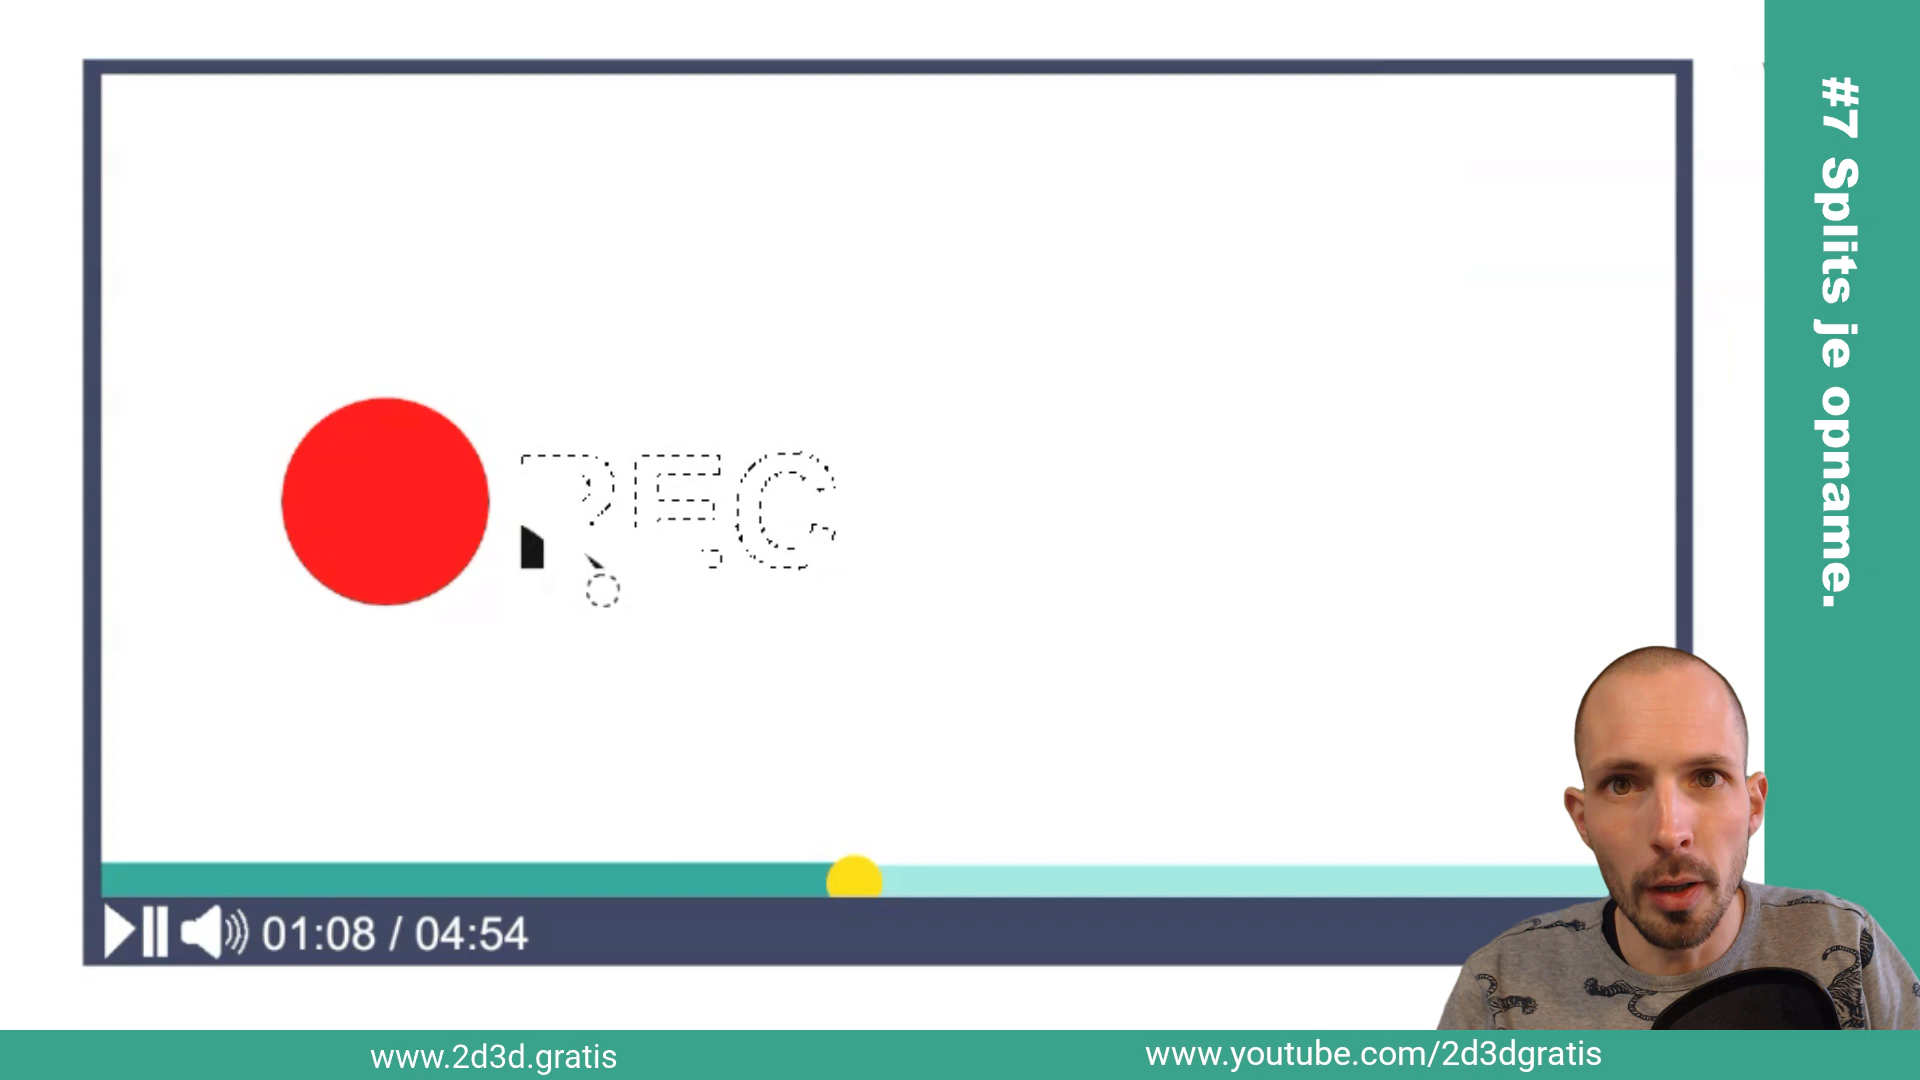 #7 Splits je opname.
REC
01:08 / 04:54
www.2d3d.gratis
www.youtube.com/2d3dgratis